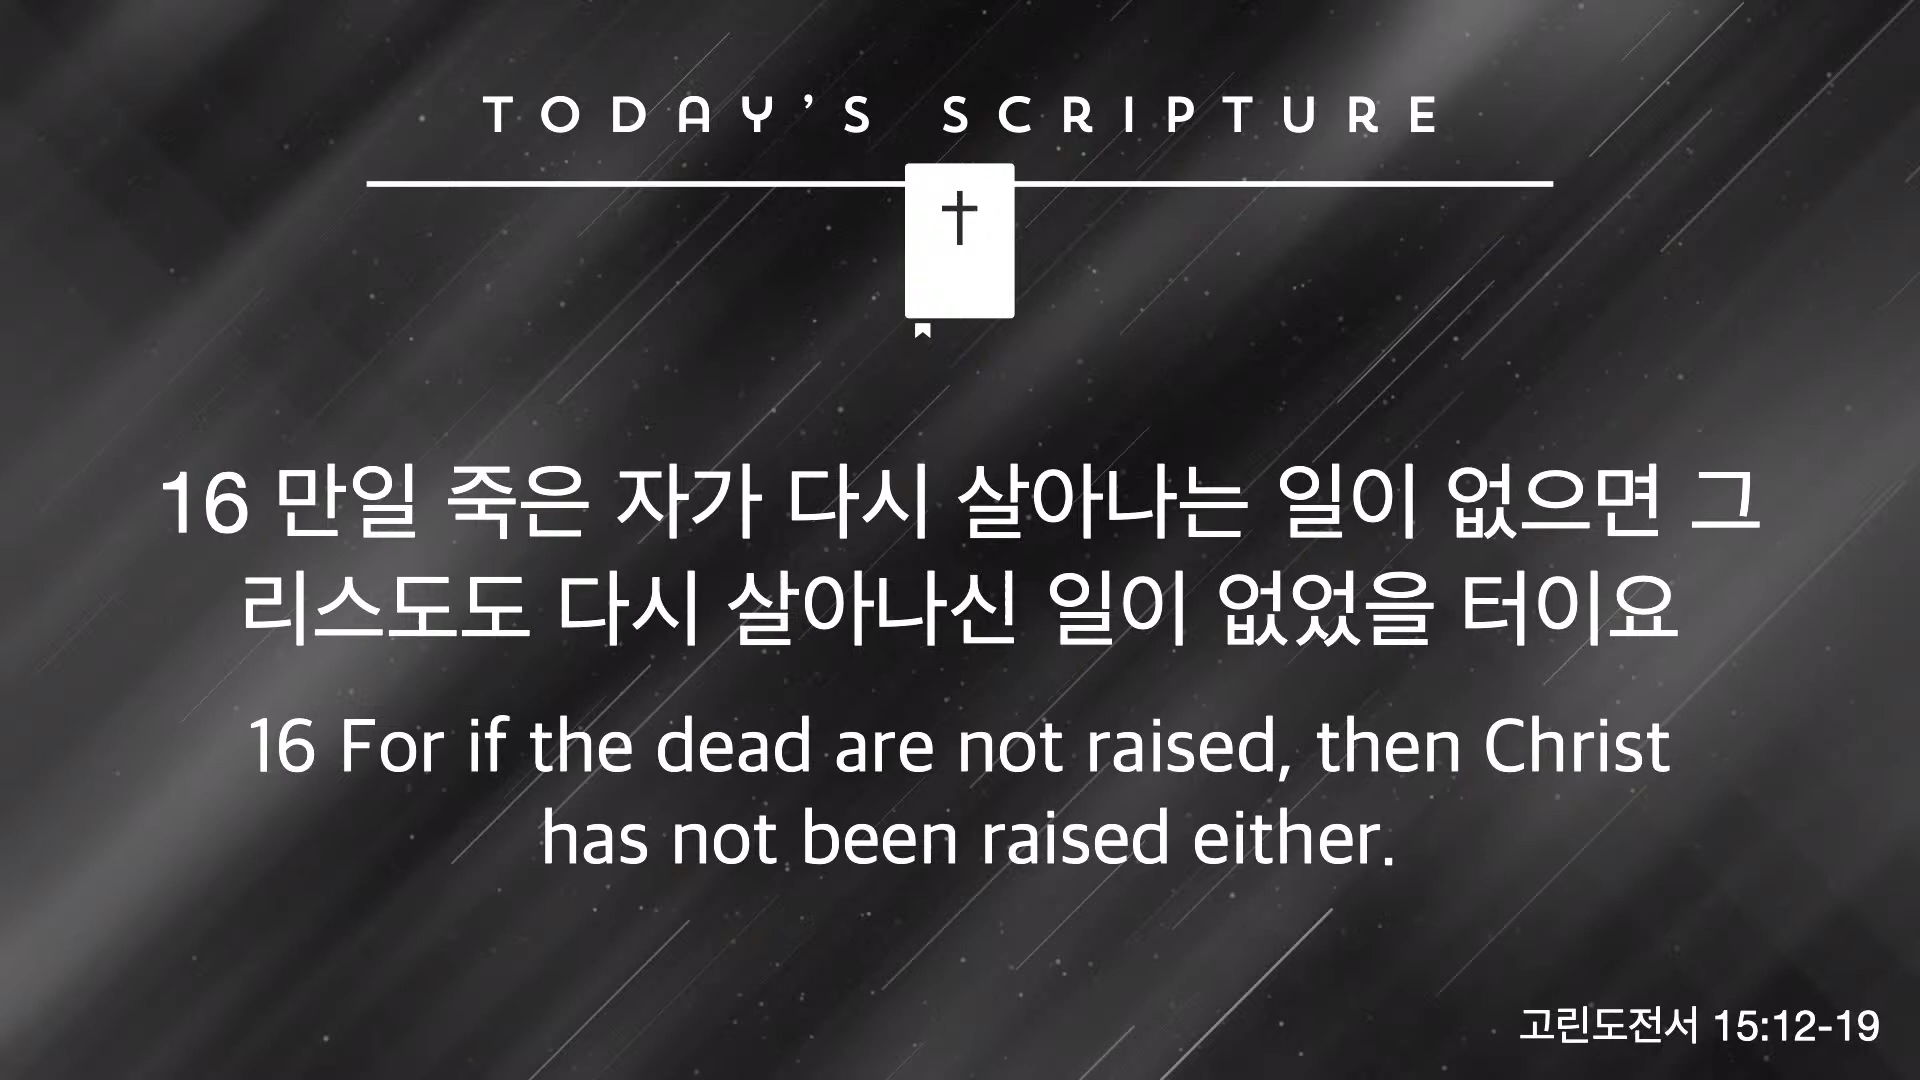 TODAY'S SCRIPTURE
16 만일 죽은 자가 다시 살아나는 일이 없으면 그
리스도도 다시 살아나신 일이 없었을 터이요
16 For if the dead are not raised, then Christ
has not been raised either.
고린도전서 15:12-19